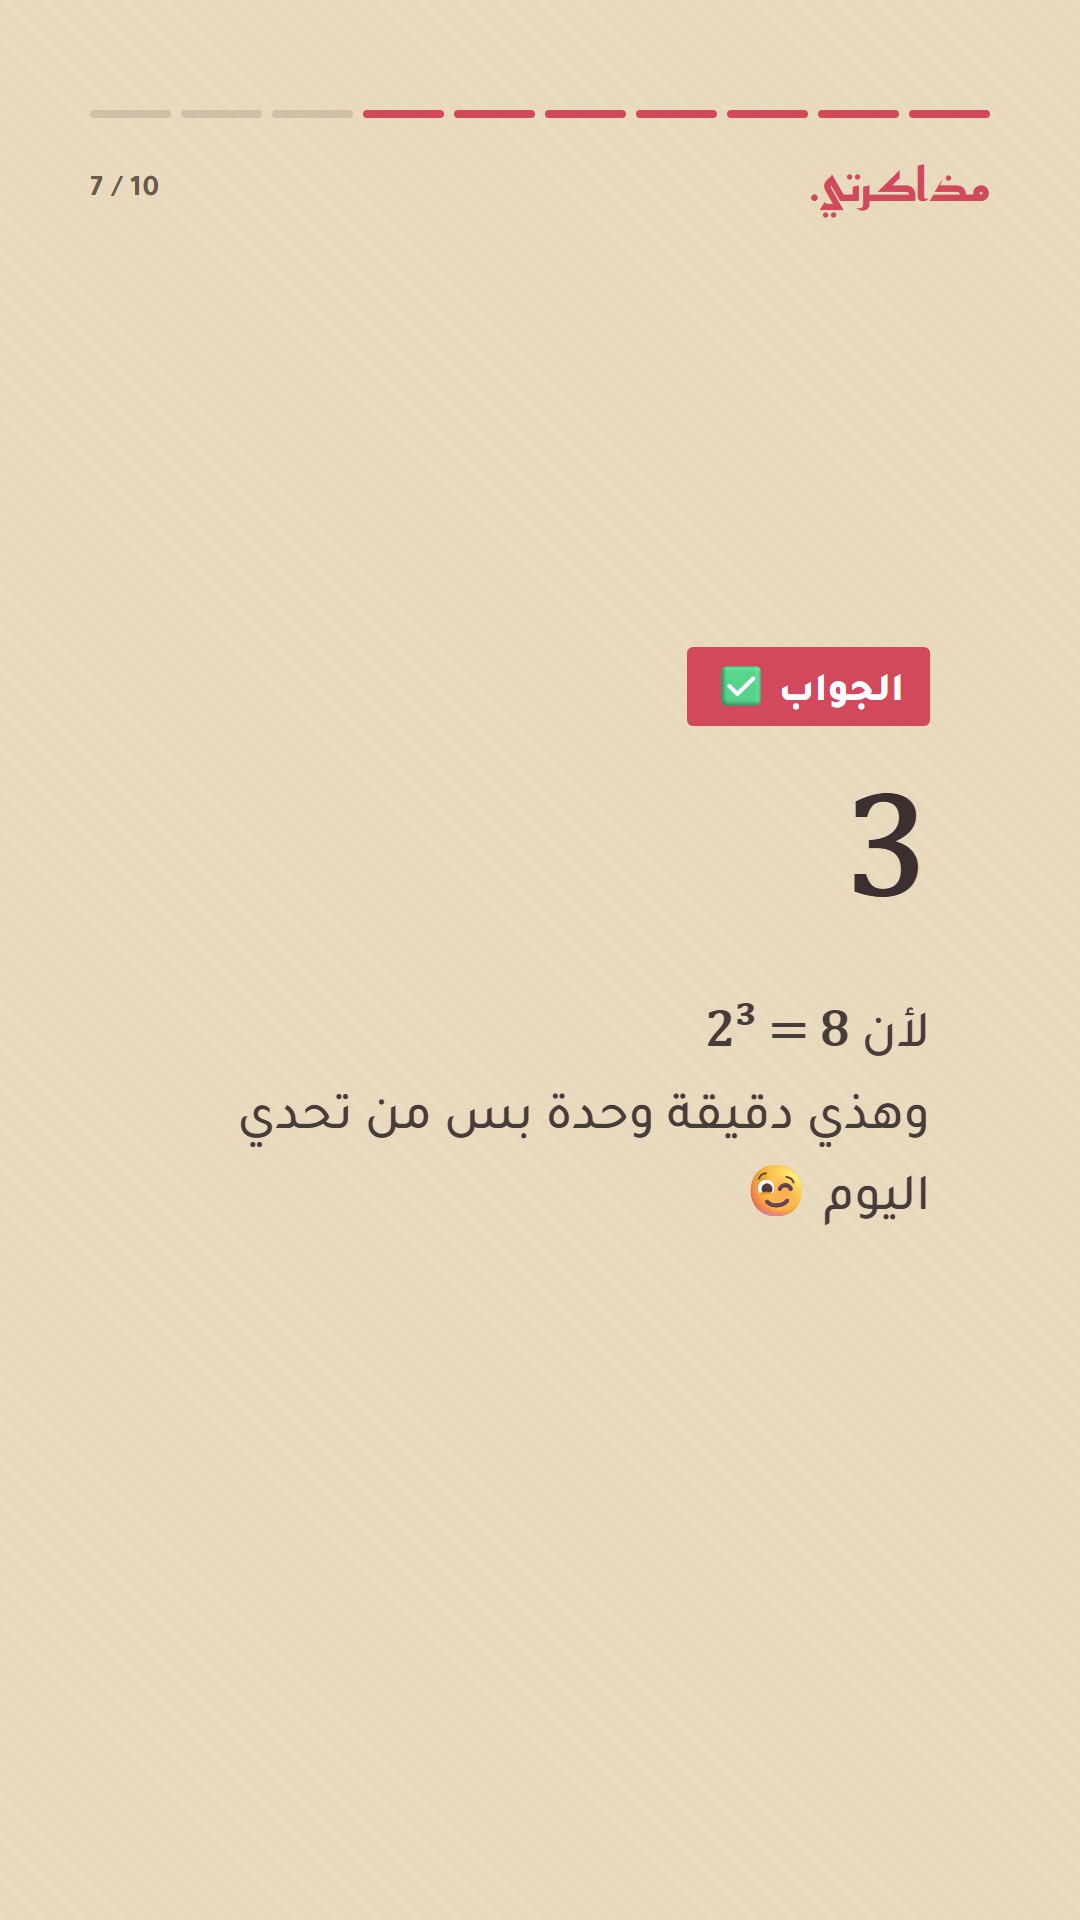 مذاكرتي.
7 / 10
الجواب ✅
3
لأن 2³ = 8
وهذي دقيقة وحدة بس من تحدي
اليوم 😉